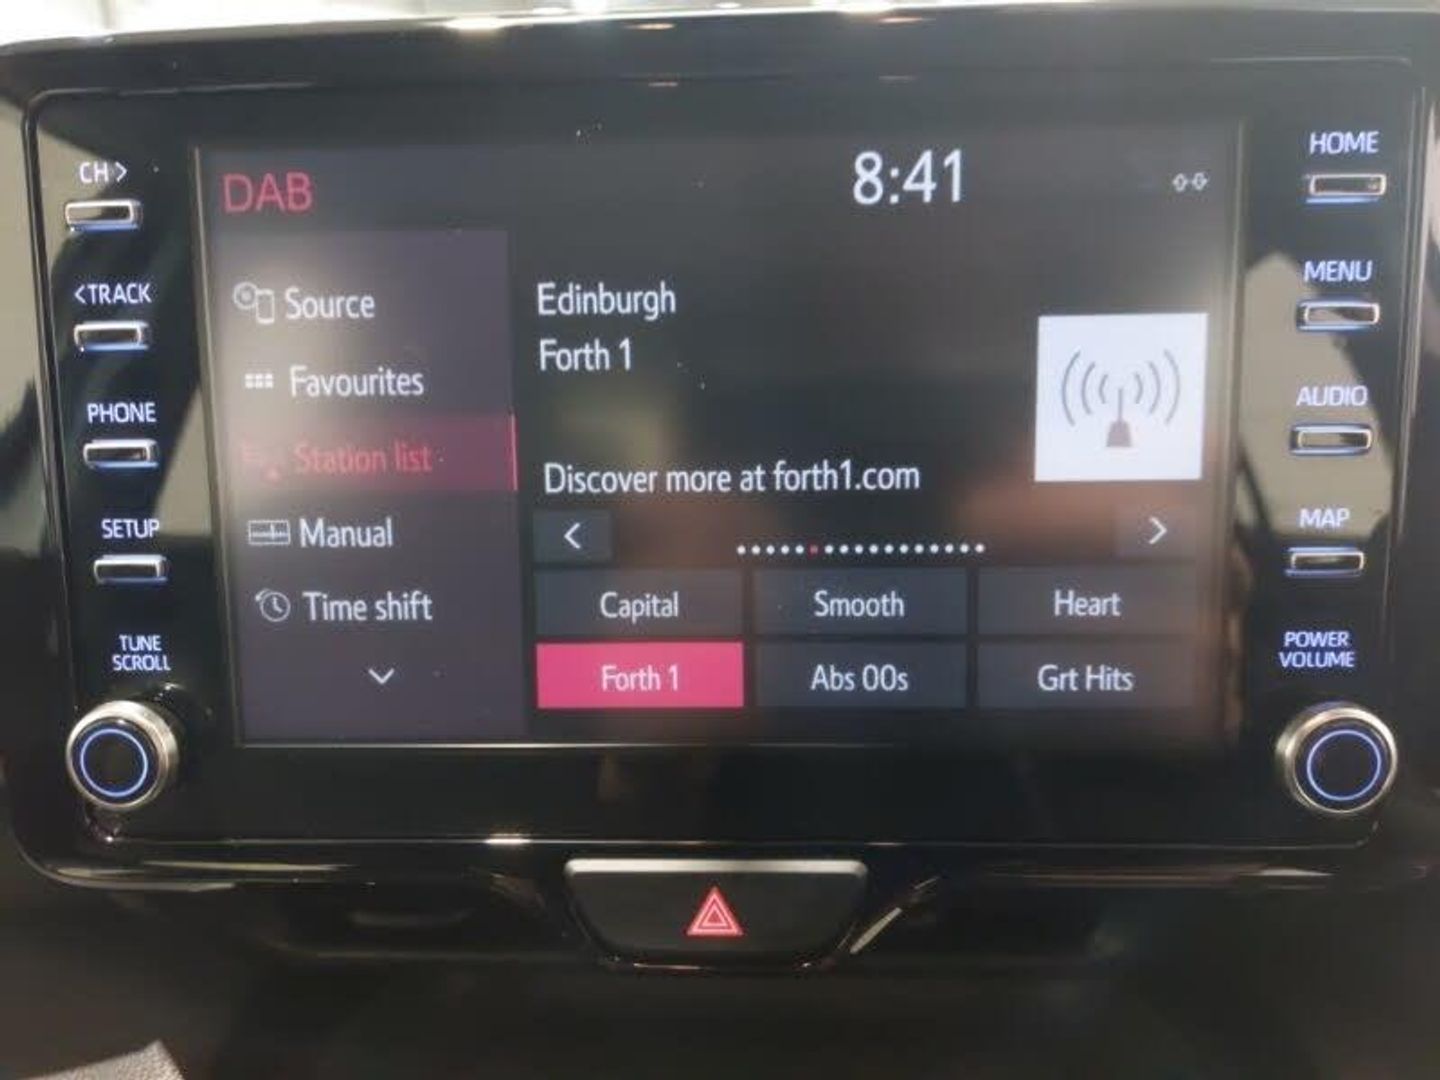 CH>
<TRACK
PHONE
SETUP
TUNE
SCROLL
DAB
8:41
Source
Favourites
Station list
Manual
Time shift
Edinburgh
Forth 1
Discover more at forth1.com
Capital
Smooth
Heart
Forth 1
Abs 00s
Grt Hits
HOME
MENU
AUDIO
MAP
POWER
VOLUME